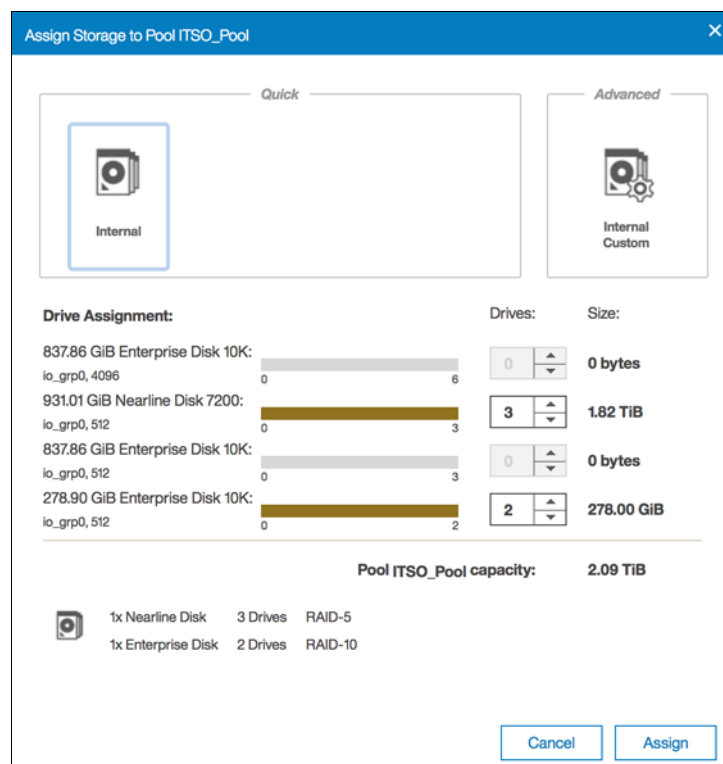 Assign Storage to Pool ITSO_Pool
Quick
Advanced
Internal
Internal
Custom
Drive Assignment:
Drives:
Size:
837.86 GiB Enterprise Disk 10K:
io_grp0, 4096
0
6
0
0 bytes
931.01 GiB Nearline Disk 7200:
io_grp0, 512
0
3
3
1.82 TiB
837.86 GiB Enterprise Disk 10K:
io_grp0, 512
0
3
0
0 bytes
278.90 GiB Enterprise Disk 10K:
io_grp0, 512
0
2
2
278.00 GiB
Pool ITSO_Pool capacity: 2.09 TiB
1x Nearline Disk 3 Drives RAID-5
1x Enterprise Disk 2 Drives RAID-10
Cancel
Assign